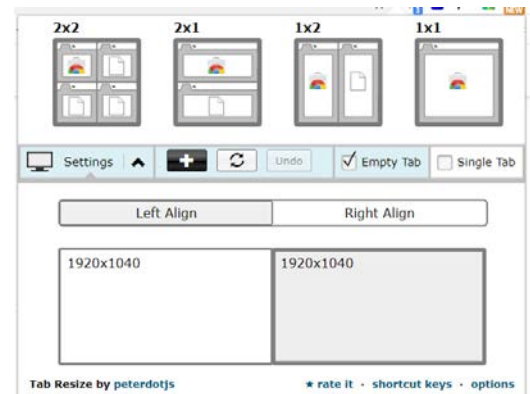 NEW
2x2 2x1 1x2 1x1
Settings Undo Empty Tab Single Tab
Left Align Right Align
1920x1040 1920x1040
Tab Resize by peterdotjs ★ rate it · shortcut keys · options